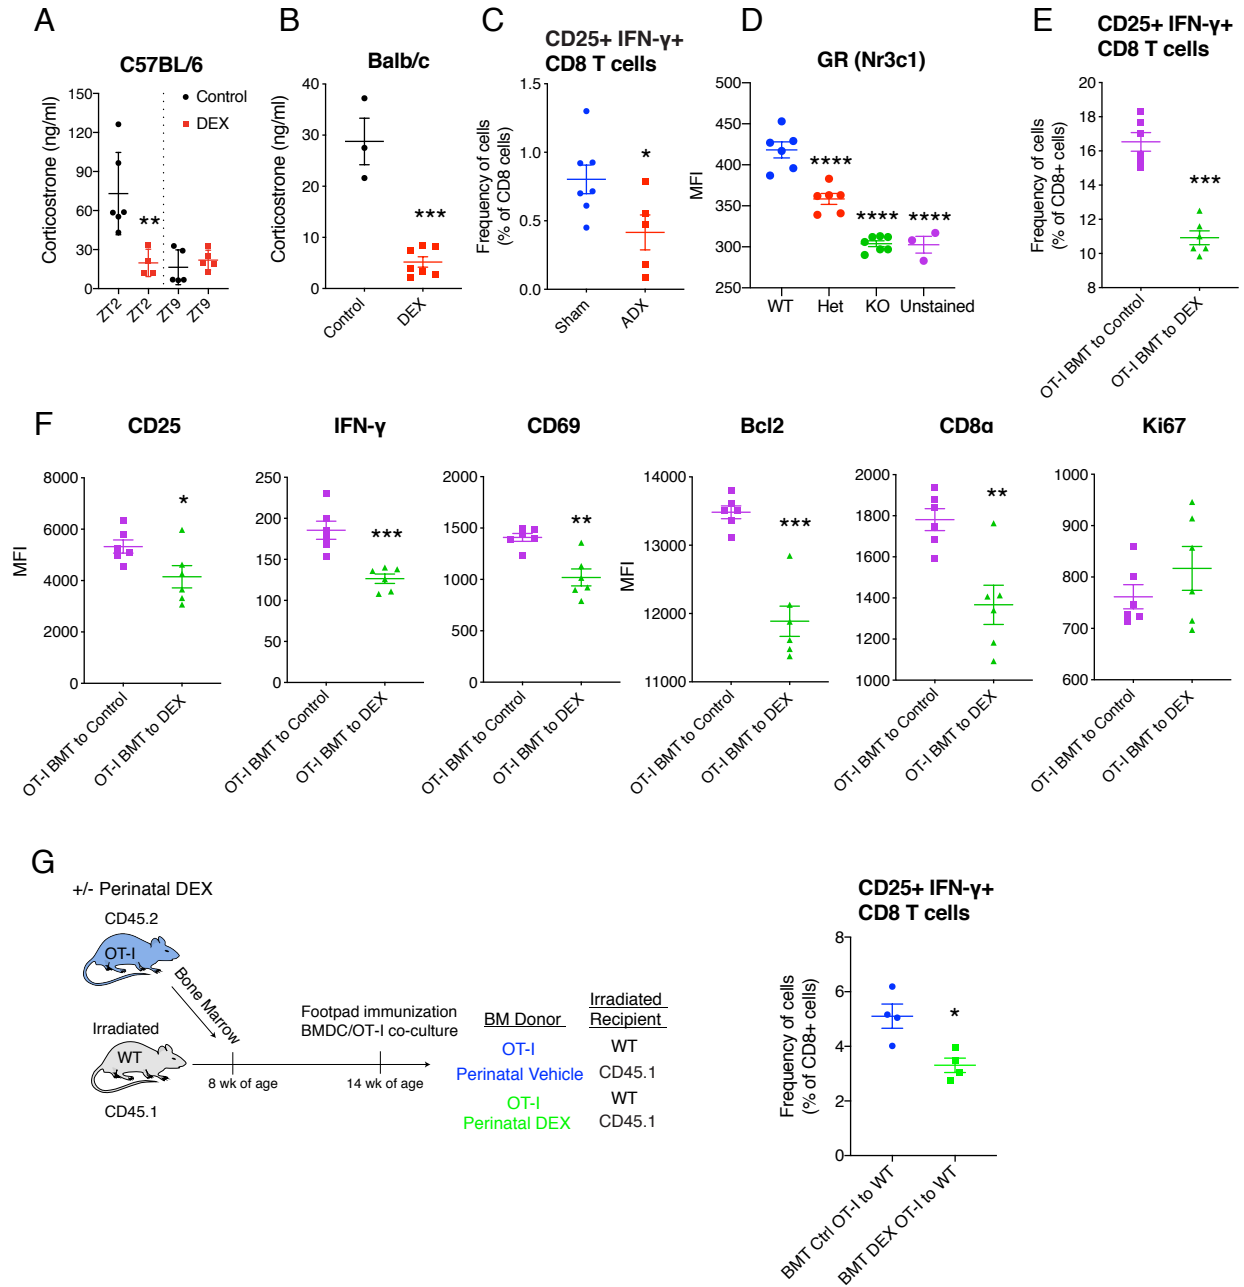 A
C57BL/6
Corticostrone (ng/ml)
150
120
90
60
30
0
Control
DEX
**
ZT2
ZT2
ZT9
ZT9
B
Balb/c
Corticostrone (ng/ml)
40
30
20
10
0
***
Control
DEX
C
CD25+ IFN-γ+
CD8 T cells
Frequency of cells
(% of CD8 cells)
1.5
1.0
0.5
0.0
*
Sham
ADX
D
GR (Nr3c1)
MFI
500
450
400
350
300
250
****
****
****
WT
Het
KO
Unstained
E
CD25+ IFN-γ+
CD8 T cells
Frequency of cells
(% of CD8+ cells)
20
18
16
14
12
10
8
***
OT-I BMT to Control
OT-I BMT to DEX
F
CD25
MFI
8000
6000
4000
2000
0
*
OT-I BMT to Control
OT-I BMT to DEX
IFN-γ
250
200
150
100
50
0
***
OT-I BMT to Control
OT-I BMT to DEX
CD69
2000
1500
1000
500
0
**
OT-I BMT to Control
OT-I BMT to DEX
Bcl2
MFI
14000
13000
12000
11000
***
OT-I BMT to Control
OT-I BMT to DEX
CD8α
2000
1800
1600
1400
1200
1000
**
OT-I BMT to Control
OT-I BMT to DEX
Ki67
1000
900
800
700
600
OT-I BMT to Control
OT-I BMT to DEX
G
+/- Perinatal DEX
CD45.2
OT-I
Bone Marrow
Irradiated
WT
CD45.1
8 wk of age
Footpad immunization
BMDC/OT-I co-culture
14 wk of age
BM Donor
Irradiated
Recipient
OT-I
WT
Perinatal Vehicle
CD45.1
OT-I
WT
Perinatal DEX
CD45.1
CD25+ IFN-γ+
CD8 T cells
Frequency of cells
(% of CD8+ cells)
8
6
4
2
0
*
BMT Ctrl OT-I to WT
BMT DEX OT-I to WT